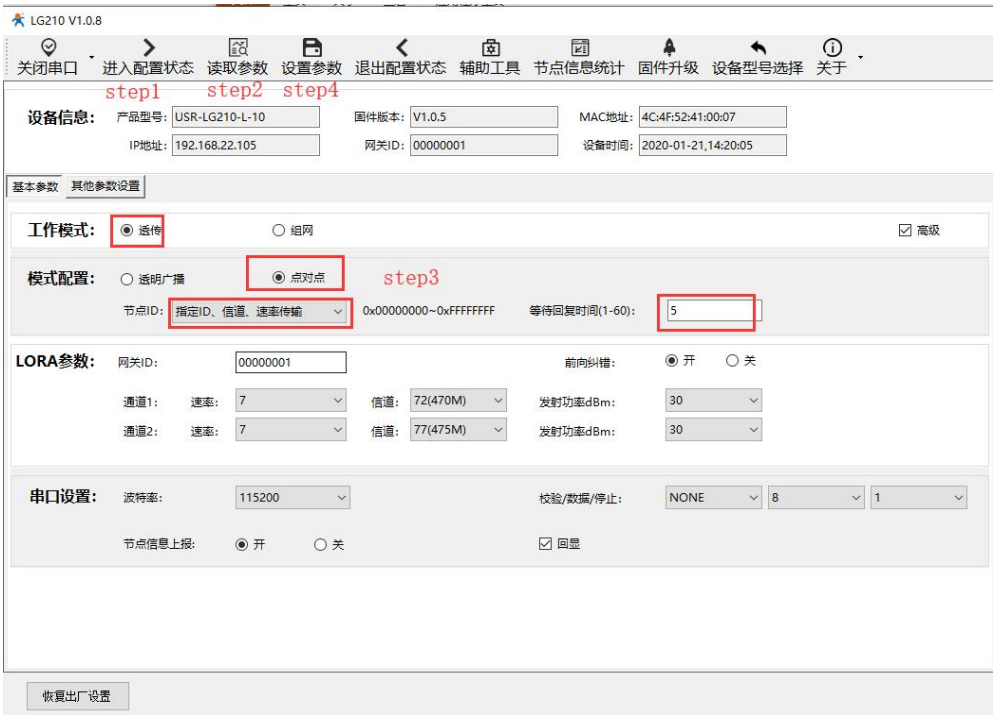 LG210 V1.0.8
关闭串口 进入配置状态 读取参数 设置参数 退出配置状态 辅助工具 节点信息统计 固件升级 设备型号选择 关于
step1 step2 step4
设备信息: 产品型号: USR-LG210-L-10 固件版本: V1.0.5 MAC地址: 4C:4F:52:41:00:07
IP地址: 192.168.22.105 网关ID: 00000001 设备时间: 2020-01-21,14:20:05
基本参数 其他参数设置
工作模式: 透传 组网 高级
模式配置: 透明广播 点对点 step3
节点ID: 指定ID、信道、速率传输 0x00000000~0xFFFFFFFF 等待回复时间(1-60): 5
LORA参数: 网关ID: 00000001 前向纠错: 开 关
通道1: 速率: 7 信道: 72(470M) 发射功率dBm: 30
通道2: 速率: 7 信道: 77(475M) 发射功率dBm: 30
串口设置: 波特率: 115200 校验/数据/停止: NONE 8 1
节点信息上报: 开 关 回显
恢复出厂设置